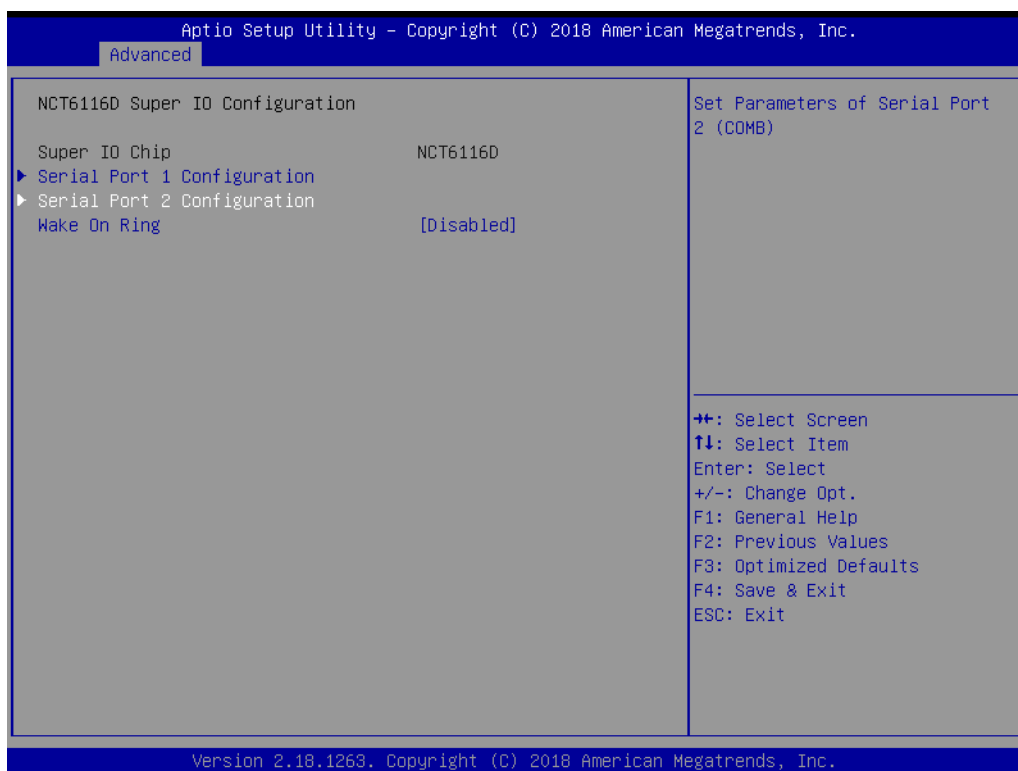 Aptio Setup Utility – Copyright (C) 2018 American Megatrends, Inc.
Advanced
NCT6116D Super IO Configuration
Super IO Chip NCT6116D
Serial Port 1 Configuration
Serial Port 2 Configuration
Wake On Ring [Disabled]
Set Parameters of Serial Port
2 (COMB)
→←: Select Screen
↑↓: Select Item
Enter: Select
+/-: Change Opt.
F1: General Help
F2: Previous Values
F3: Optimized Defaults
F4: Save & Exit
ESC: Exit
Version 2.18.1263. Copyright (C) 2018 American Megatrends, Inc.